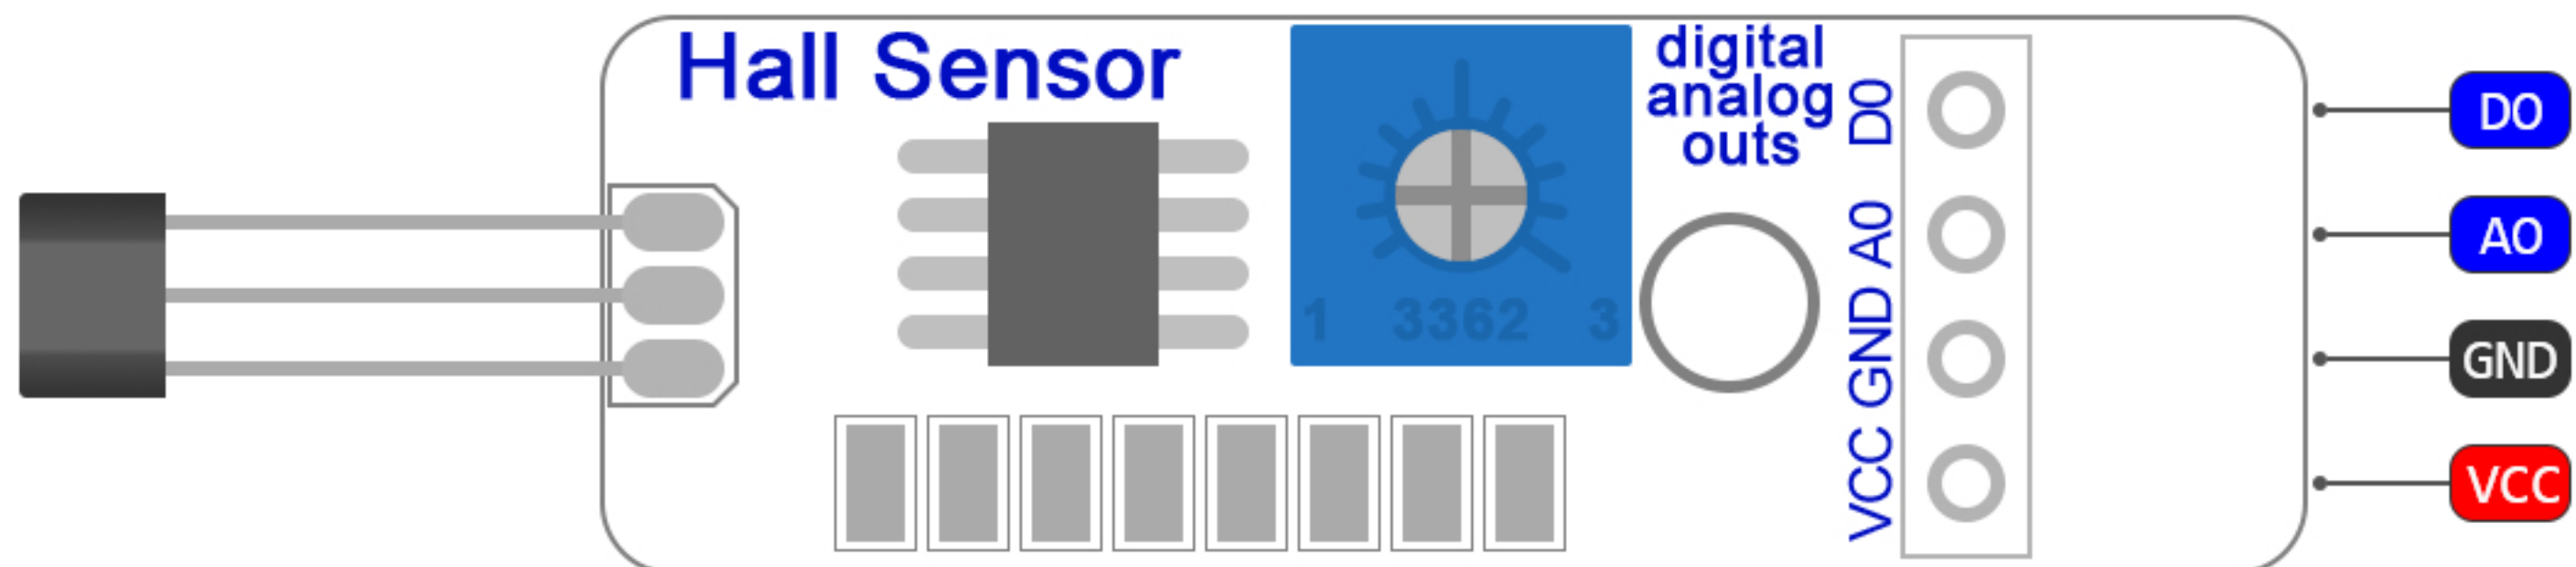 Hall Sensor
digital
analog
outs
1 3362 3
D0
A0
GND
VCC
DO
AO
GND
VCC